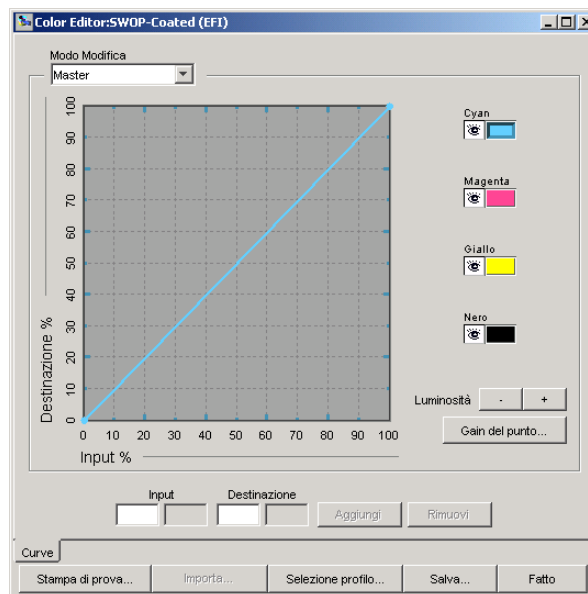 Color Editor:SWOP-Coated (EFI)
Modo Modifica
Master
Cyan
Magenta
Giallo
Nero
Destinazione %
100
90
80
70
60
50
40
30
20
10
0
0 10 20 30 40 50 60 70 80 90 100
Input %
Luminosità - +
Gain del punto...
Input Destinazione
Aggiungi Rimuovi
Curve
Stampa di prova... Importa... Selezione profilo... Salva... Fatto